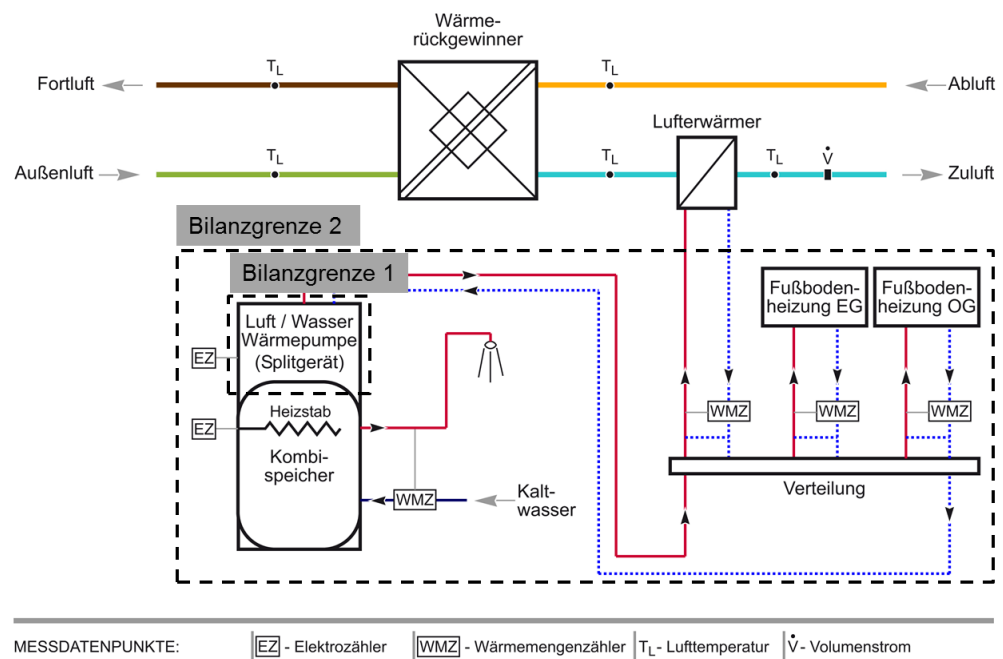 Wärme-
rückgewinner
Fortluft
T_L
T_L
Abluft
Lufterwärmer
Außenluft
T_L
T_L
T_L
V̇
Zuluft
Bilanzgrenze 2
Bilanzgrenze 1
Luft / Wasser
Wärmepumpe
(Splitgerät)
EZ
Fußboden-
heizung EG
Fußboden-
heizung OG
EZ
Heizstab
Kombi-
speicher
WMZ
WMZ
WMZ
WMZ
Kalt-
wasser
Verteilung
MESSDATENPUNKTE:
EZ - Elektrozähler
WMZ - Wärmemengenzähler
T_L- Lufttemperatur
V̇- Volumenstrom